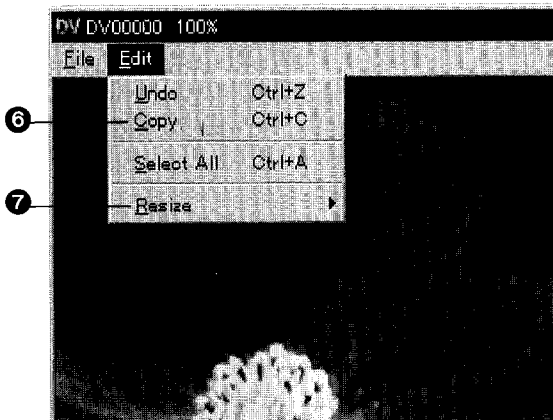 DV DV00000 100%
File Edit
Undo Ctrl+Z
6 Copy Ctrl+C
Select All Ctrl+A
7 Resize